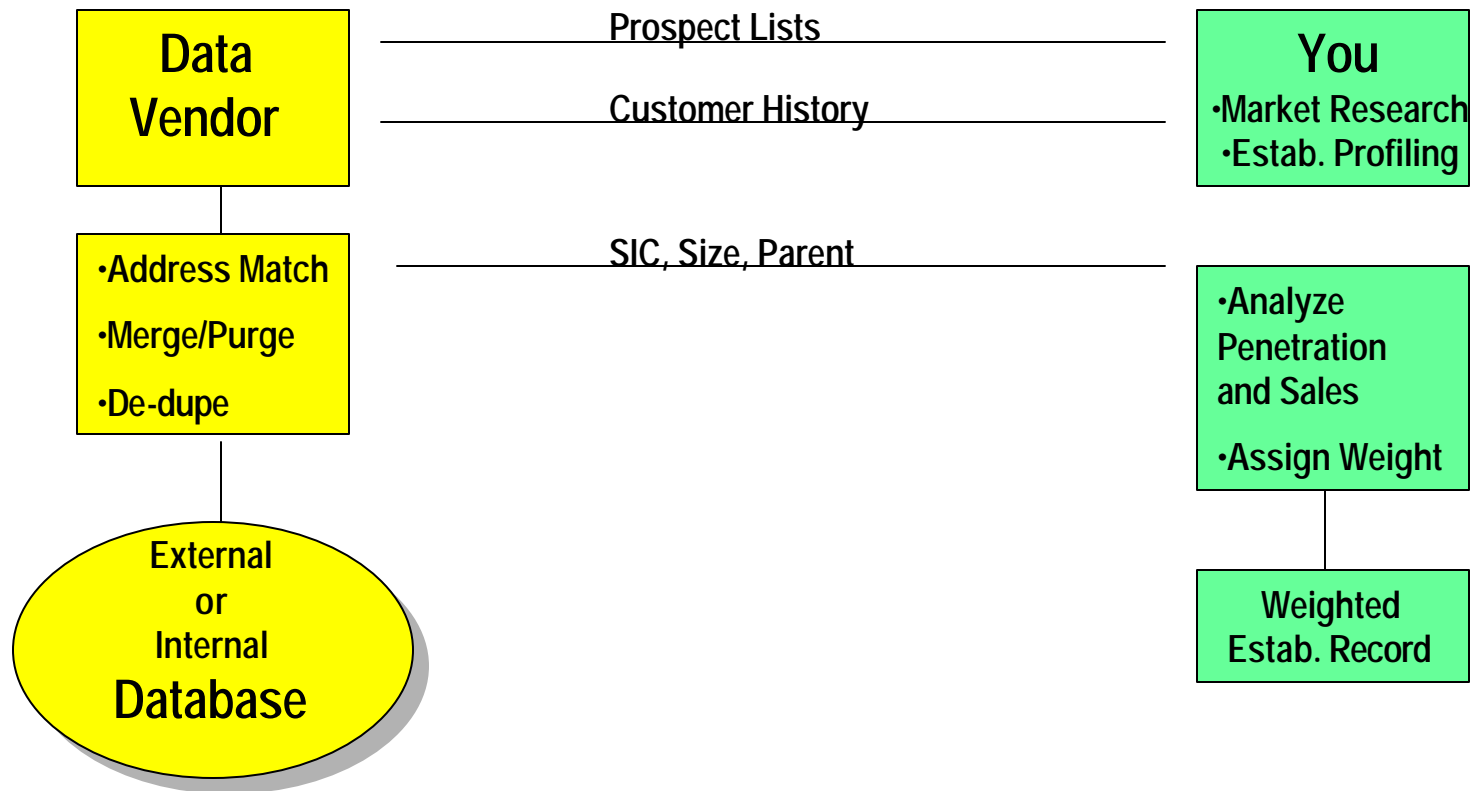 Data
Vendor
Prospect Lists
Customer History
You
•Market Research
•Estab. Profiling
•Address Match
•Merge/Purge
•De-dupe
SIC, Size, Parent
•Analyze
Penetration
and Sales
•Assign Weight
External
or
Internal
Database
Weighted
Estab. Record